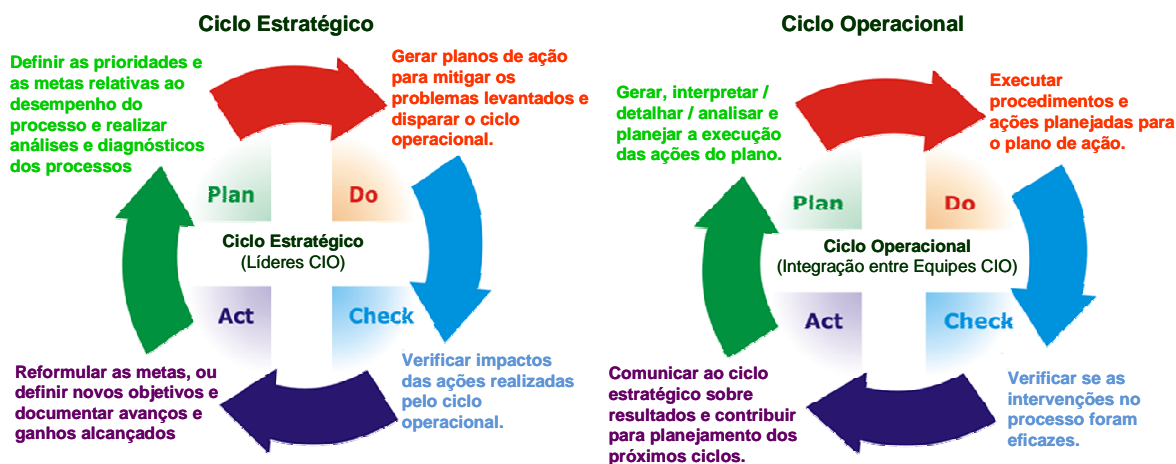 Ciclo Estratégico
Definir as prioridades e
as metas relativas ao
desempenho do
processo e realizar
análises e diagnósticos
dos processos
Gerar planos de ação
para mitigar os
problemas levantados e
disparar o ciclo
operacional.
Plan
Do
Ciclo Estratégico
(Líderes CIO)
Act
Check
Reformular as metas, ou
definir novos objetivos e
documentar avanços e
ganhos alcançados
Verificar impactos
das ações realizadas
pelo ciclo
operacional.
Ciclo Operacional
Gerar, interpretar /
detalhar / analisar e
planejar a execução
das ações do plano.
Executar
procedimentos e
ações planejadas para
o plano de ação.
Plan
Do
Ciclo Operacional
(Integração entre Equipes CIO)
Act
Check
Comunicar ao ciclo
estratégico sobre
resultados e contribuir
para planejamento dos
próximos ciclos.
Verificar se as
intervenções no
processo foram
eficazes.